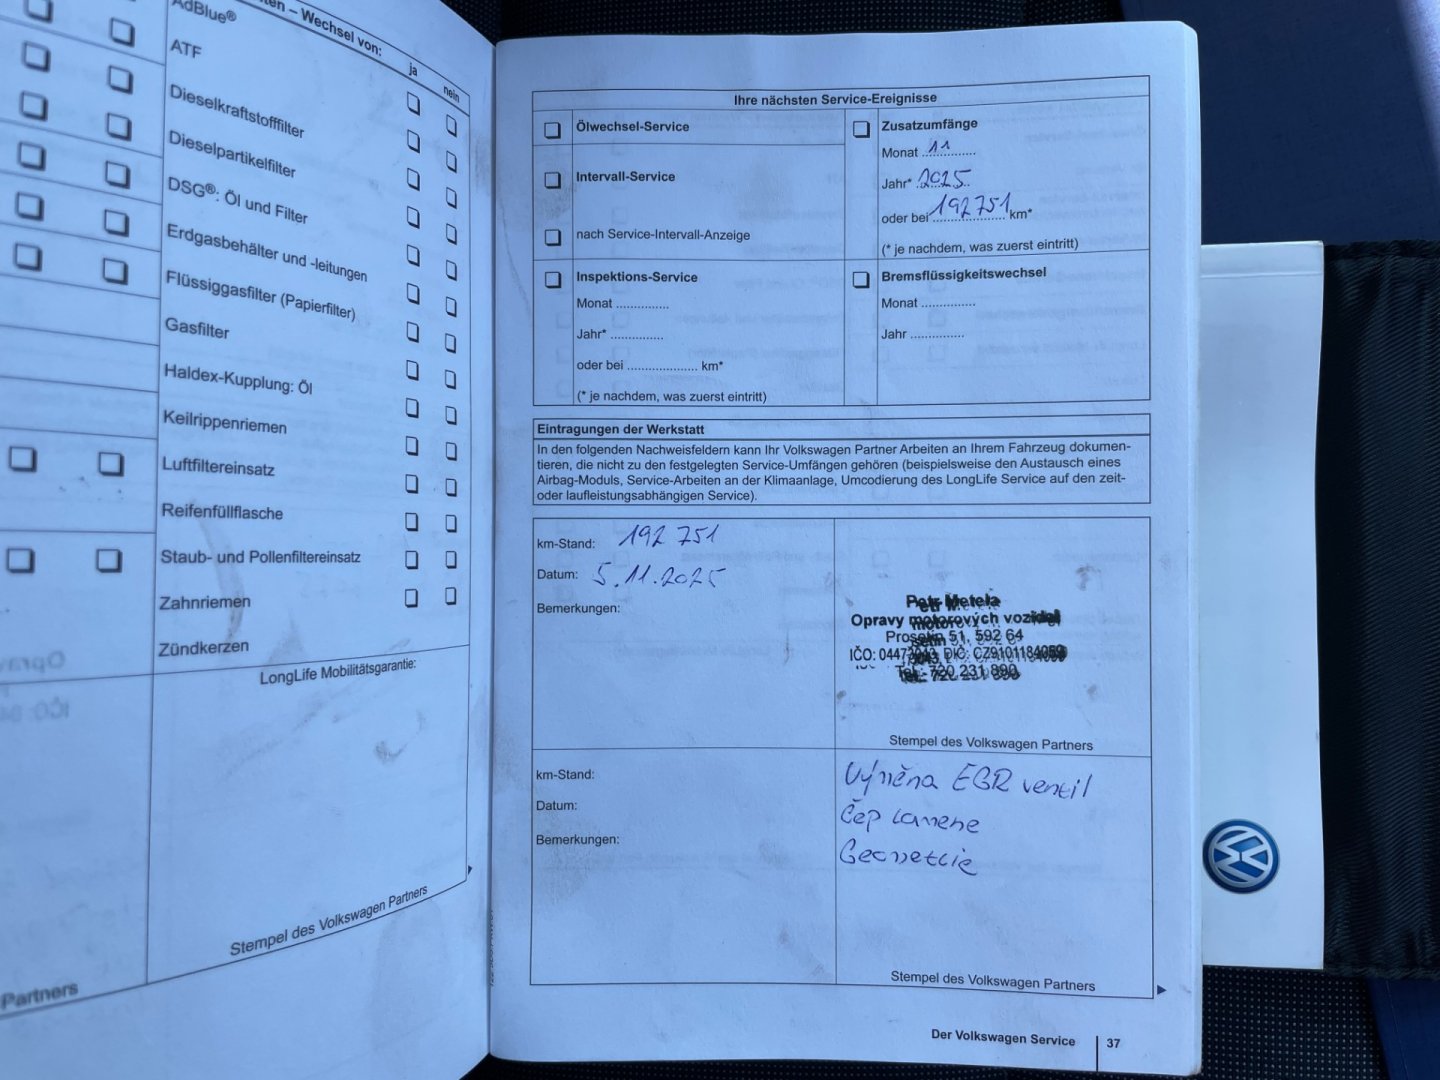 ten – Wechsel von:
ja
nein
AdBlue®
ATF
Dieselkraftstofffilter
Dieselpartikelfilter
DSG®: Öl und Filter
Erdgasbehälter und -leitungen
Flüssiggasfilter (Papierfilter)
Gasfilter
Haldex-Kupplung: Öl
Keilrippenriemen
Luftfiltereinsatz
Reifenfüllflasche
Staub- und Pollenfiltereinsatz
Zahnriemen
Zündkerzen
LongLife Mobilitätsgarantie:
Stempel des Volkswagen Partners
Partners
Ihre nächsten Service-Ereignisse
Ölwechsel-Service
Intervall-Service
nach Service-Intervall-Anzeige
Zusatzumfänge
Monat 11
Jahr* 2025
oder bei 192751 km*
(* je nachdem, was zuerst eintritt)
Inspektions-Service
Monat ..............
Jahr* ..............
oder bei .................... km*
(* je nachdem, was zuerst eintritt)
Bremsflüssigkeitswechsel
Monat ..............
Jahr ..............
Eintragungen der Werkstatt
In den folgenden Nachweisfeldern kann Ihr Volkswagen Partner Arbeiten an Ihrem Fahrzeug dokumen-
tieren, die nicht zu den festgelegten Service-Umfängen gehören (beispielsweise den Austausch eines
Airbag-Moduls, Service-Arbeiten an der Klimaanlage, Umcodierung des LongLife Service auf den zeit-
oder laufleistungsabhängigen Service).
km-Stand: 192 751
Datum: 5.11.2025
Bemerkungen:
Petr Metela
Opravy motorových vozidel
Prosetín 51, 592 64
Tel.: 720 231 890
Stempel des Volkswagen Partners
km-Stand:
Datum:
Bemerkungen:
Výměna EGR ventil
Čep ramene
Geometrie
Stempel des Volkswagen Partners
Der Volkswagen Service
37